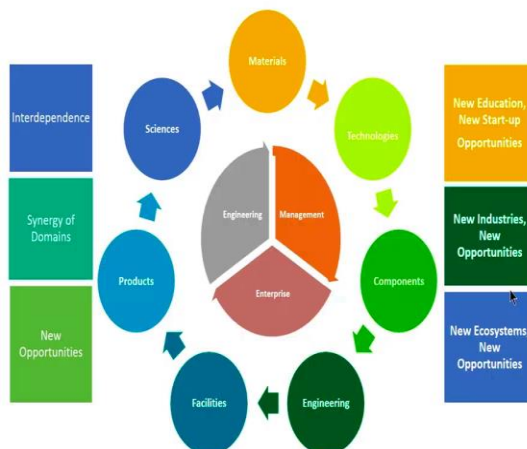 Interdependence
Synergy of
Domains
New
Opportunities
Materials
Sciences
Technologies
Engineering
Management
Enterprise
Products
Components
Facilities
Engineering
New Education,
New Start-up
Opportunities
New Industries,
New
Opportunities
New Ecosystems
New
Opportunities